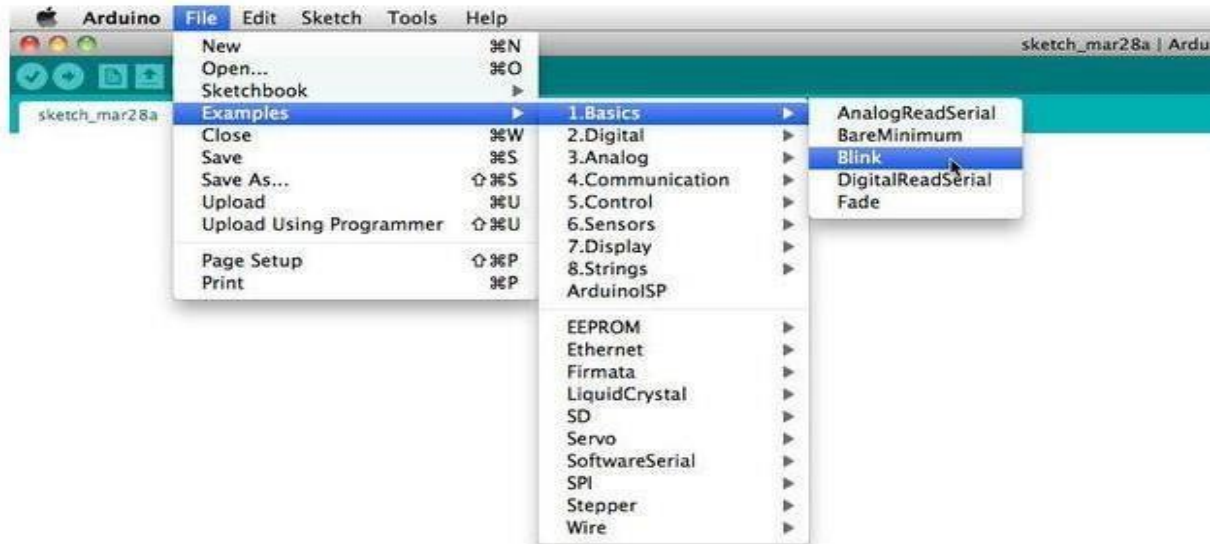 Arduino File Edit Sketch Tools Help
sketch_mar28a | Ardu
sketch_mar28a
New ⌘N
Open... ⌘O
Sketchbook ▶
Examples ▶
Close ⌘W
Save ⌘S
Save As... ⇧⌘S
Upload ⌘U
Upload Using Programmer ⇧⌘U
Page Setup ⇧⌘P
Print ⌘P
1.Basics ▶
2.Digital ▶
3.Analog ▶
4.Communication ▶
5.Control ▶
6.Sensors ▶
7.Display ▶
8.Strings ▶
ArduinoISP
EEPROM ▶
Ethernet ▶
Firmata ▶
LiquidCrystal ▶
SD ▶
Servo ▶
SoftwareSerial ▶
SPI ▶
Stepper ▶
Wire ▶
AnalogReadSerial
BareMinimum
Blink
DigitalReadSerial
Fade